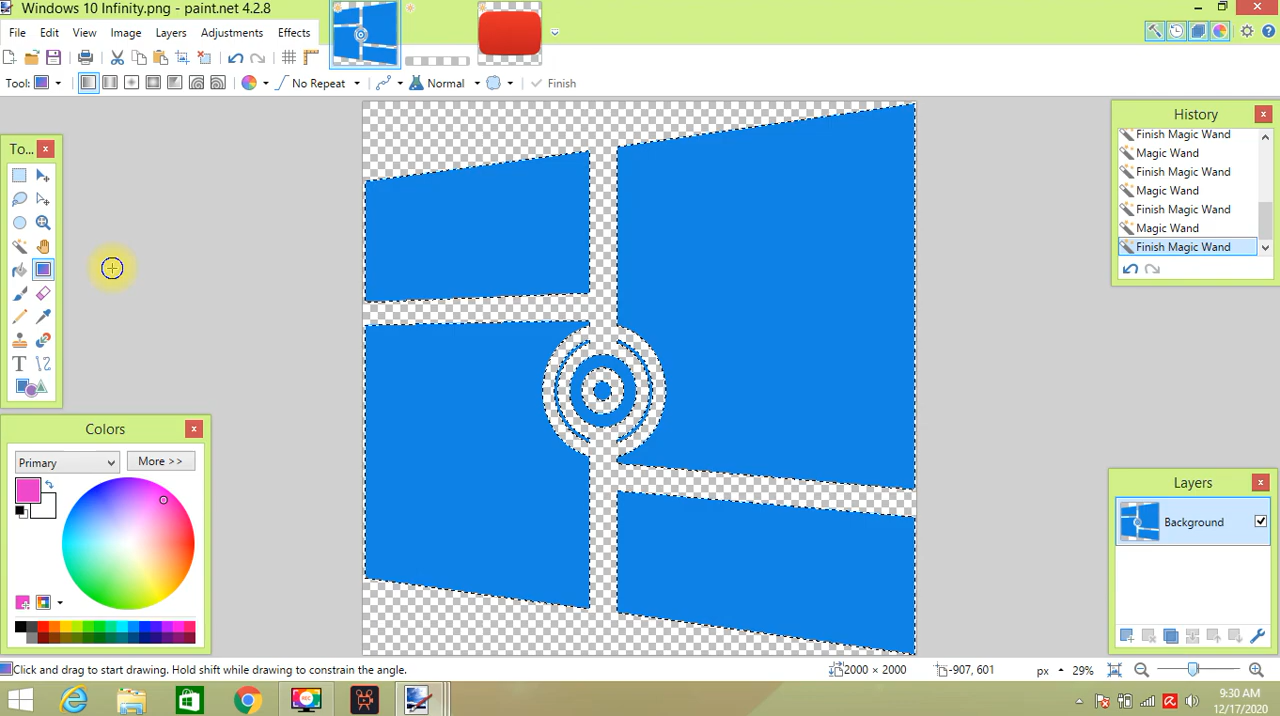 Windows 10 Infinity.png - paint.net 4.2.8
File Edit View Image Layers Adjustments Effects
Tool: No Repeat Normal Finish
To...
History
Finish Magic Wand
Magic Wand
Finish Magic Wand
Magic Wand
Finish Magic Wand
Magic Wand
Finish Magic Wand
Colors
Primary More >>
Layers
Background
Click and drag to start drawing. Hold shift while drawing to constrain the angle. 2000 × 2000 -907, 601 px 29%
9:30 AM
12/17/2020